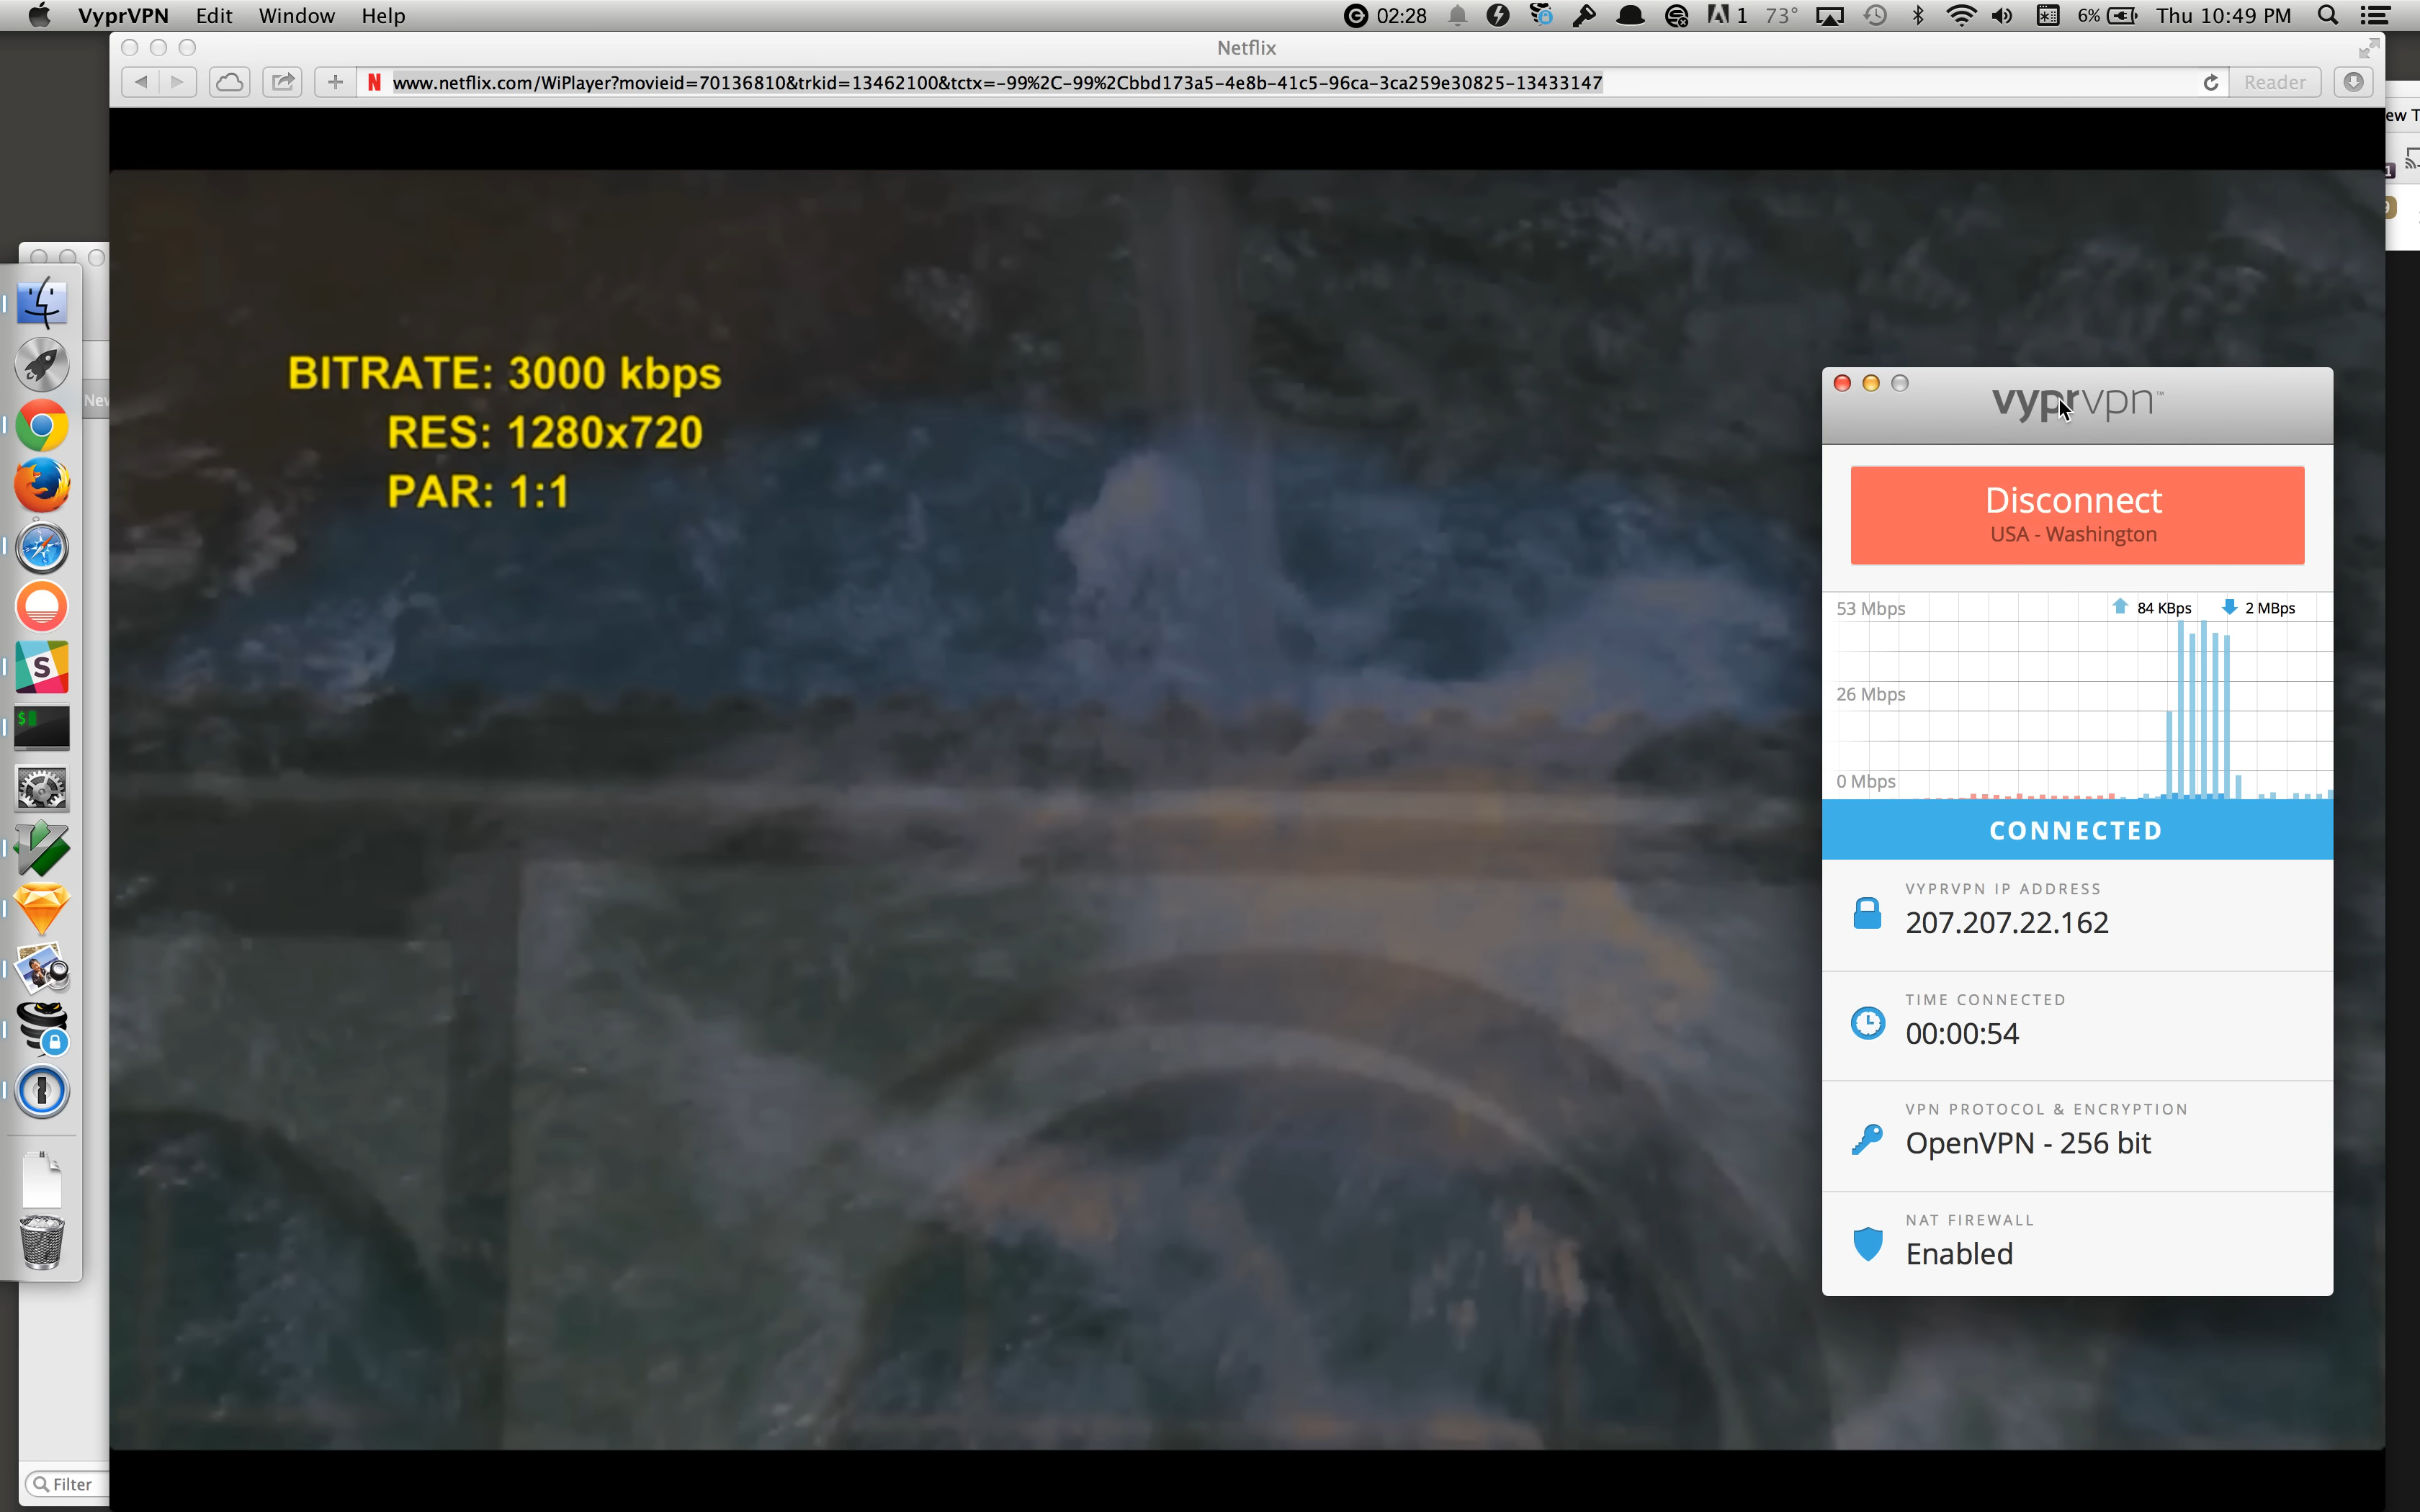 VyprVPN Edit Window Help 02:28 1 73° 6% Thu 10:49 PM
Netflix
www.netflix.com/WiPlayer?movieid=70136810&trkid=13462100&tctx=-99%2C-99%2Cbbd173a5-4e8b-41c5-96ca-3ca259e30825-13433147
Reader
ew T
1
BITRATE: 3000 kbps
RES: 1280x720
PAR: 1:1
New
S
$
Filter
vyprvpn™
Disconnect
USA - Washington
53 Mbps 84 KBps 2 MBps
26 Mbps
0 Mbps
CONNECTED
VYPRVPN IP ADDRESS
207.207.22.162
TIME CONNECTED
00:00:54
VPN PROTOCOL & ENCRYPTION
OpenVPN - 256 bit
NAT FIREWALL
Enabled